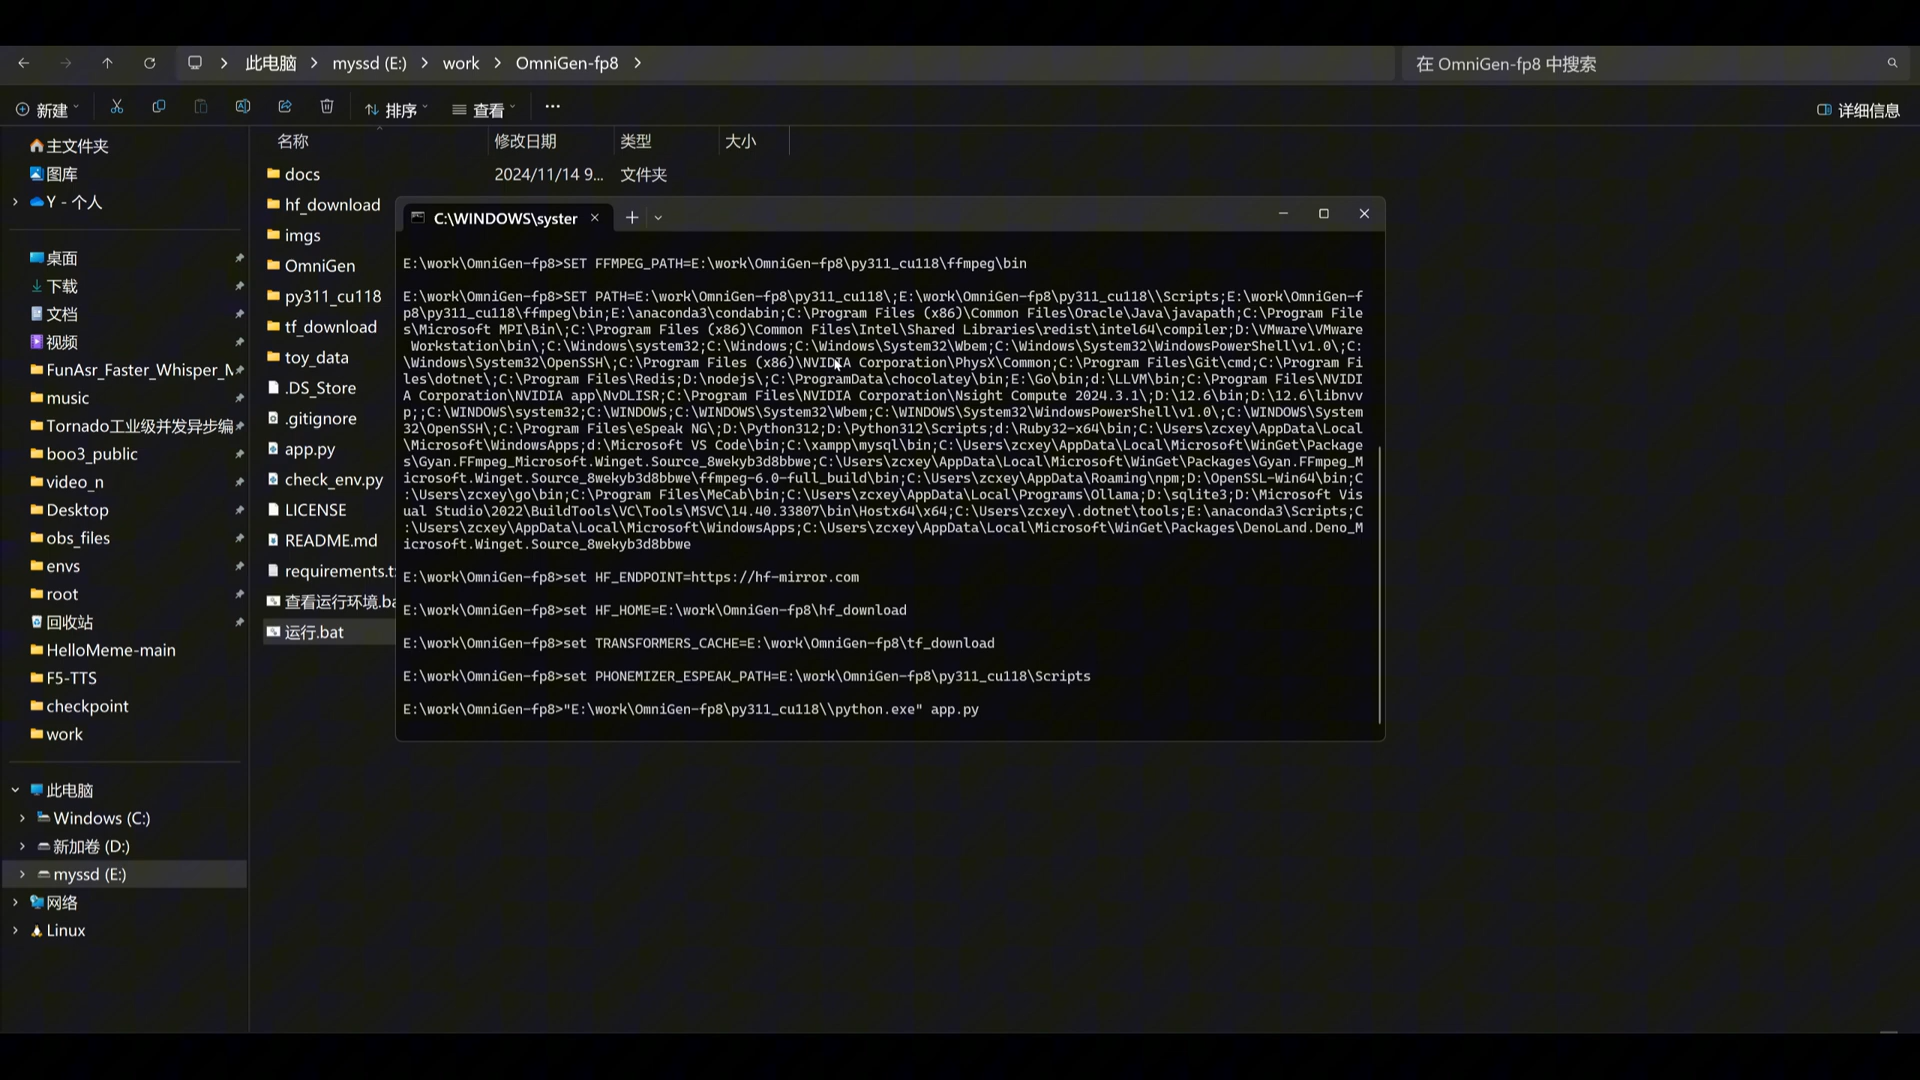 此电脑 myssd (E:) work OmniGen-fp8
在 OmniGen-fp8 中搜索
新建 排序 查看 ··· 详细信息
主文件夹
图库
Y - 个人
桌面
下载
文档
视频
FunAsr_Faster_Whisper_M
music
Tornado工业级并发异步编
boo3_public
video_n
Desktop
obs_files
envs
root
回收站
HelloMeme-main
F5-TTS
checkpoint
work
此电脑
Windows (C:)
新加卷 (D:)
myssd (E:)
网络
Linux
名称 修改日期 类型 大小
docs 2024/11/14 9... 文件夹
hf_download
imgs
OmniGen
py311_cu118
tf_download
toy_data
.DS_Store
.gitignore
app.py
check_env.py
LICENSE
README.md
requirements.t
查看运行环境.ba
运行.bat
C:\WINDOWS\syster
E:\work\OmniGen-fp8>SET FFMPEG_PATH=E:\work\OmniGen-fp8\py311_cu118\ffmpeg\bin
E:\work\OmniGen-fp8>SET PATH=E:\work\OmniGen-fp8\py311_cu118\;E:\work\OmniGen-fp8\py311_cu118\\Scripts;E:\work\OmniGen-f
p8\py311_cu118\ffmpeg\bin;E:\anaconda3\condabin;C:\Program Files (x86)\Common Files\Oracle\Java\javapath;C:\Program File
s\Microsoft MPI\Bin\;C:\Program Files (x86)\Common Files\Intel\Shared Libraries\redist\intel64\compiler;D:\VMware\VMware
Workstation\bin\;C:\Windows\system32;C:\Windows;C:\Windows\System32\Wbem;C:\Windows\System32\WindowsPowerShell\v1.0\;C:
\Windows\System32\OpenSSH\;C:\Program Files (x86)\NVIDIA Corporation\PhysX\Common;C:\Program Files\Git\cmd;C:\Program Fi
les\dotnet\;C:\Program Files\Redis;D:\nodejs\;C:\ProgramData\chocolatey\bin;E:\Go\bin;d:\LLVM\bin;C:\Program Files\NVIDI
A Corporation\NVIDIA app\NvDLISR;C:\Program Files\NVIDIA Corporation\Nsight Compute 2024.3.1\;D:\12.6\bin;D:\12.6\libnvv
p;;C:\WINDOWS\system32;C:\WINDOWS;C:\WINDOWS\System32\Wbem;C:\WINDOWS\System32\WindowsPowerShell\v1.0\;C:\WINDOWS\System
32\OpenSSH\;C:\Program Files\eSpeak NG\;D:\Python312;D:\Python312\Scripts;d:\Ruby32-x64\bin;C:\Users\zcxey\AppData\Local
\Microsoft\WindowsApps;d:\Microsoft VS Code\bin;C:\xampp\mysql\bin;C:\Users\zcxey\AppData\Local\Microsoft\WinGet\Package
s\Gyan.FFmpeg_Microsoft.Winget.Source_8wekyb3d8bbwe;C:\Users\zcxey\AppData\Local\Microsoft\WinGet\Packages\Gyan.FFmpeg_M
icrosoft.Winget.Source_8wekyb3d8bbwe\ffmpeg-6.0-full_build\bin;C:\Users\zcxey\AppData\Roaming\npm;D:\OpenSSL-Win64\bin;C
:\Users\zcxey\go\bin;C:\Program Files\MeCab\bin;C:\Users\zcxey\AppData\Local\Programs\Ollama;D:\sqlite3;D:\Microsoft Vis
ual Studio\2022\BuildTools\VC\Tools\MSVC\14.40.33807\bin\Hostx64\x64;C:\Users\zcxey\.dotnet\tools;E:\anaconda3\Scripts;C
:\Users\zcxey\AppData\Local\Microsoft\WindowsApps;C:\Users\zcxey\AppData\Local\Microsoft\WinGet\Packages\DenoLand.Deno_M
icrosoft.Winget.Source_8wekyb3d8bbwe
E:\work\OmniGen-fp8>set HF_ENDPOINT=https://hf-mirror.com
E:\work\OmniGen-fp8>set HF_HOME=E:\work\OmniGen-fp8\hf_download
E:\work\OmniGen-fp8>set TRANSFORMERS_CACHE=E:\work\OmniGen-fp8\tf_download
E:\work\OmniGen-fp8>set PHONEMIZER_ESPEAK_PATH=E:\work\OmniGen-fp8\py311_cu118\Scripts
E:\work\OmniGen-fp8>"E:\work\OmniGen-fp8\py311_cu118\\python.exe" app.py